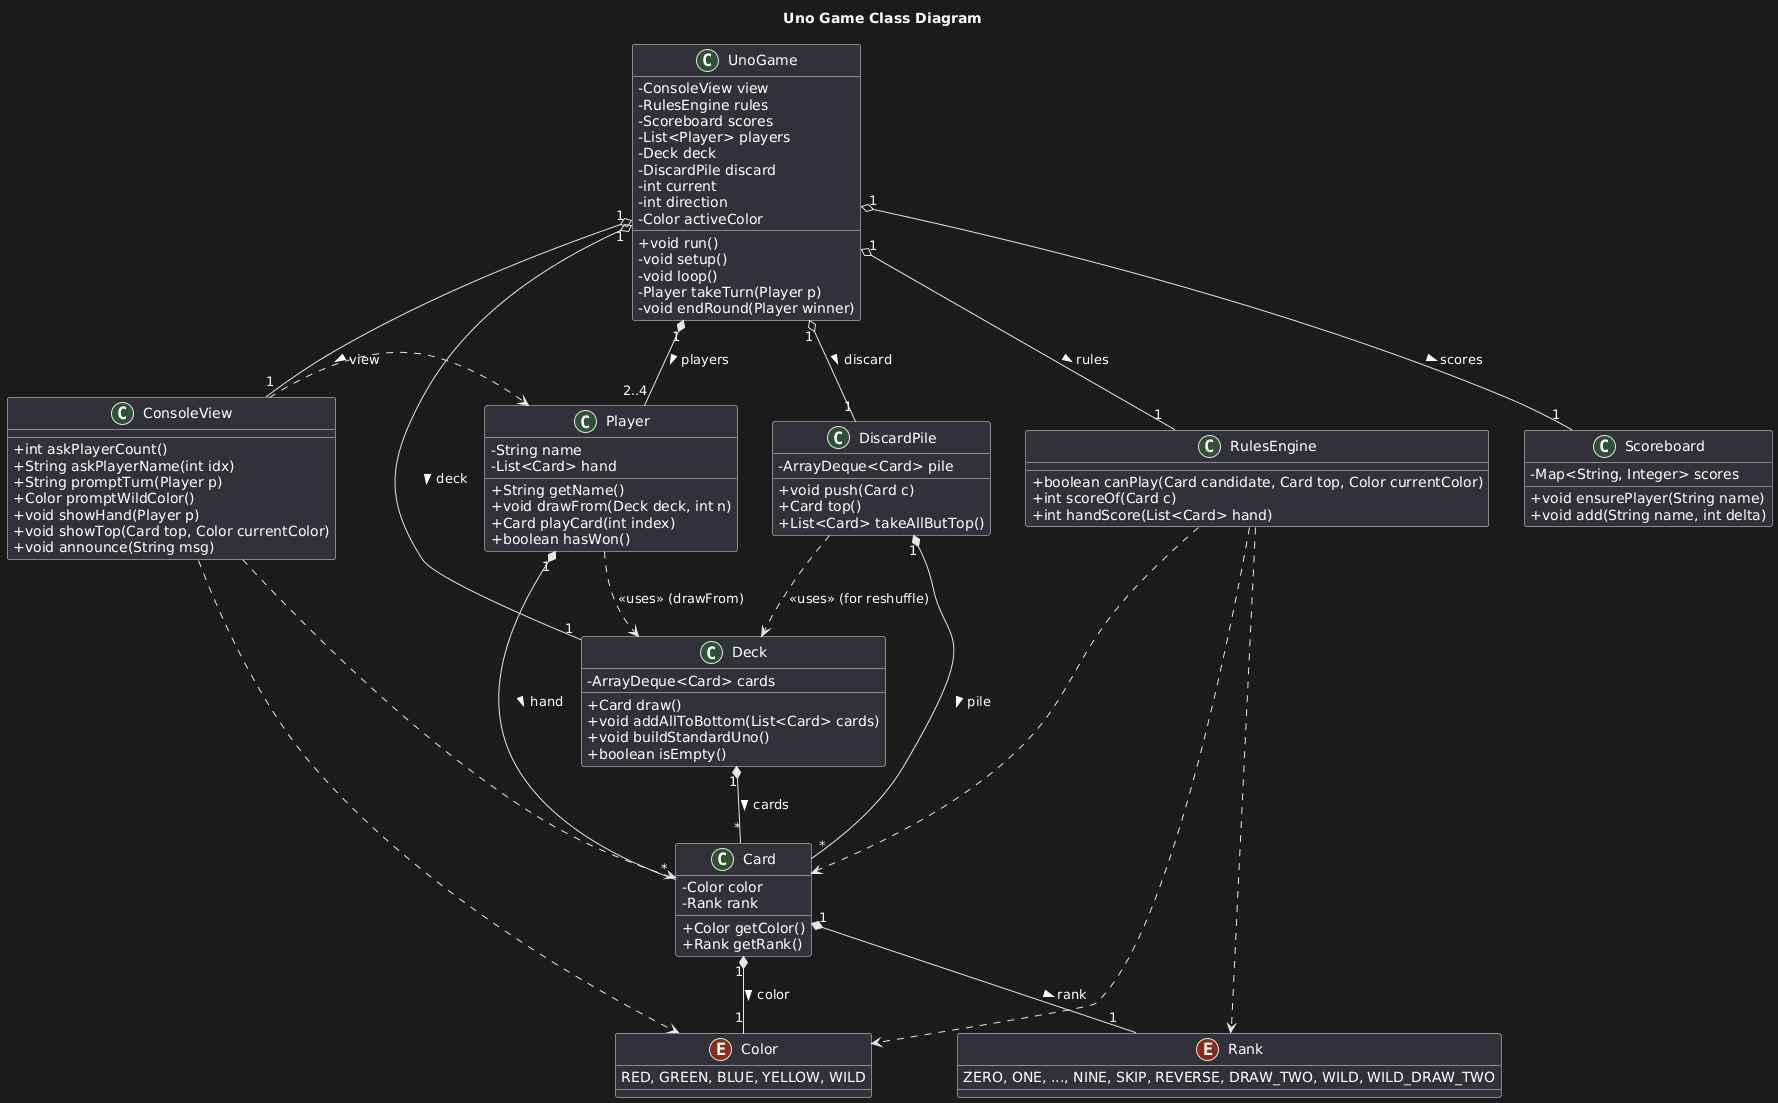 Uno Game Class Diagram
C UnoGame
-ConsoleView view
-RulesEngine rules
-Scoreboard scores
-List<Player> players
-Deck deck
-DiscardPile discard
-int current
-int direction
-Color activeColor
+void run()
-void setup()
-void loop()
-Player takeTurn(Player p)
-void endRound(Player winner)
1
1
1
1
1
1
view
players
discard
rules
scores
deck
1
2..4
1
1
1
1
C ConsoleView
+int askPlayerCount()
+String askPlayerName(int idx)
+String promptTurn(Player p)
+Color promptWildColor()
+void showHand(Player p)
+void showTop(Card top, Color currentColor)
+void announce(String msg)
C Player
-String name
-List<Card> hand
+String getName()
+void drawFrom(Deck deck, int n)
+Card playCard(int index)
+boolean hasWon()
C DiscardPile
-ArrayDeque<Card> pile
+void push(Card c)
+Card top()
+List<Card> takeAllButTop()
C RulesEngine
+boolean canPlay(Card candidate, Card top, Color currentColor)
+int scoreOf(Card c)
+int handScore(List<Card> hand)
C Scoreboard
-Map<String, Integer> scores
+void ensurePlayer(String name)
+void add(String name, int delta)
1
1
«uses» (drawFrom)
«uses» (for reshuffle)
C Deck
-ArrayDeque<Card> cards
+Card draw()
+void addAllToBottom(List<Card> cards)
+void buildStandardUno()
+boolean isEmpty()
hand
pile
1
cards
*
*
*
C Card
-Color color
-Rank rank
+Color getColor()
+Rank getRank()
1
1
color
rank
1
1
E Color
RED, GREEN, BLUE, YELLOW, WILD
E Rank
ZERO, ONE, ..., NINE, SKIP, REVERSE, DRAW_TWO, WILD, WILD_DRAW_TWO